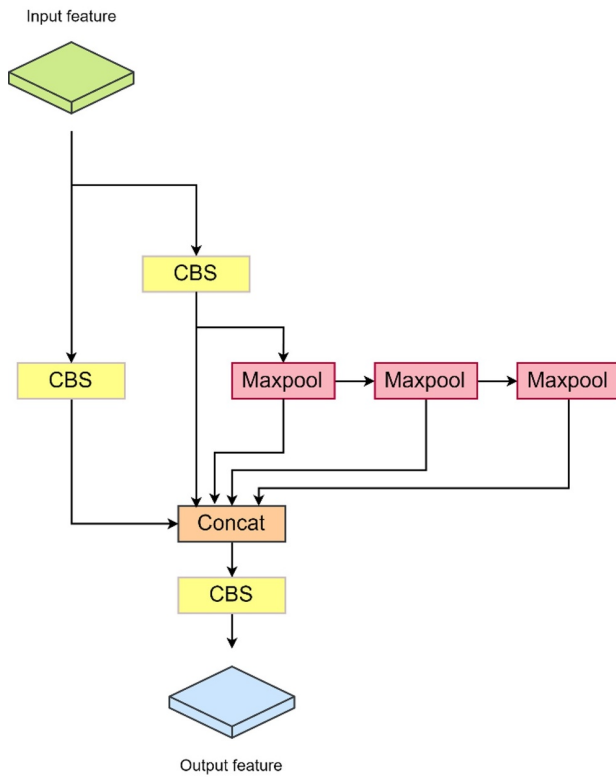 Input feature
CBS
CBS
Maxpool
Maxpool
Maxpool
Concat
CBS
Output feature